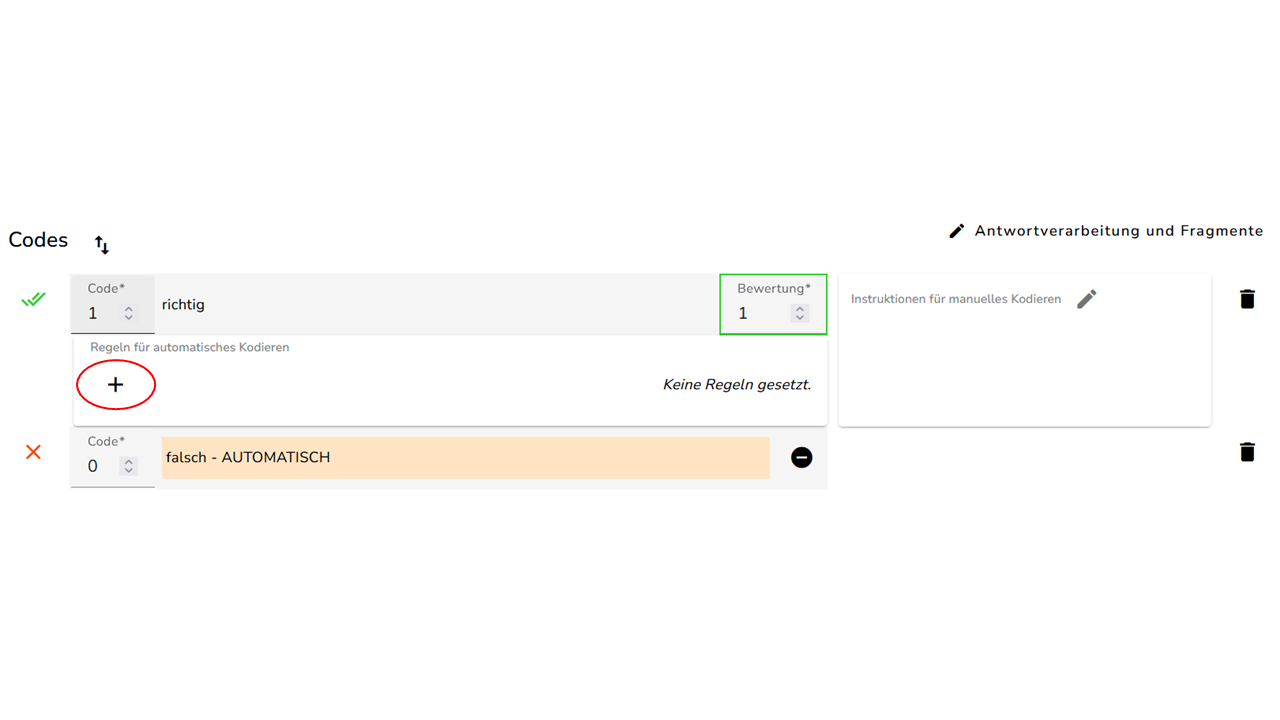 Codes
Antwortverarbeitung und Fragmente
Code*
1
richtig
Bewertung*
1
Instruktionen für manuelles Kodieren
Regeln für automatisches Kodieren
+
Keine Regeln gesetzt.
Code*
0
falsch - AUTOMATISCH